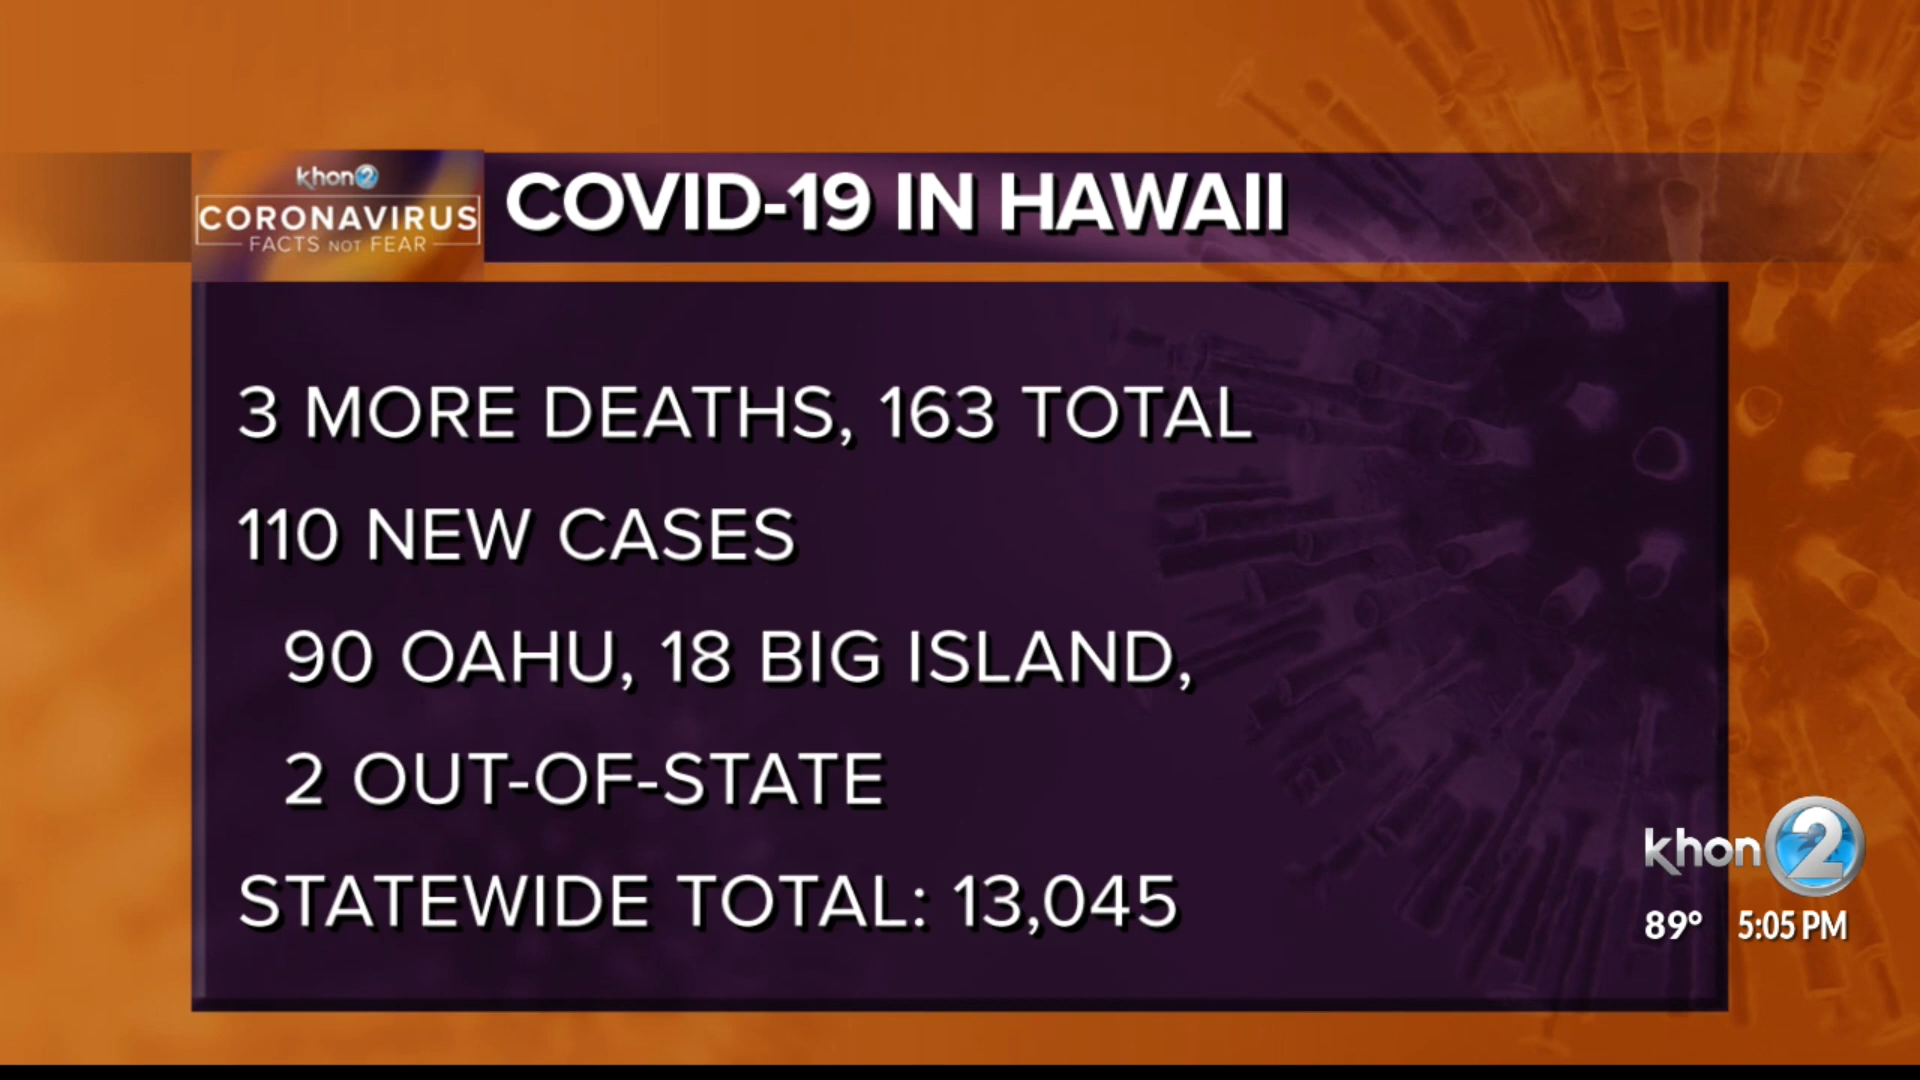 khon2
CORONAVIRUS
FACTS NOT FEAR
COVID-19 IN HAWAII
3 MORE DEATHS, 163 TOTAL
110 NEW CASES
90 OAHU, 18 BIG ISLAND,
2 OUT-OF-STATE
STATEWIDE TOTAL: 13,045
khon2
89° 5:05 PM